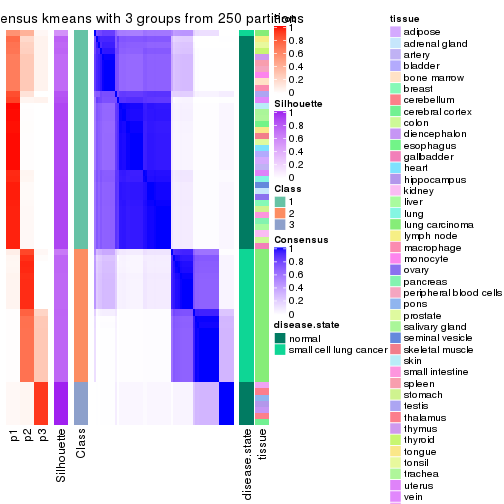 ensus kmeans with 3 groups from 250 partitions
1
0.8
0.6
0.4
0.2
0
Silhouette
1
0.8
0.6
0.4
0.2
0
Class
1
2
3
Consensus
1
0.8
0.6
0.4
0.2
0
disease.state
normal
small cell lung cancer
tissue
adipose
adrenal gland
artery
bladder
bone marrow
breast
cerebellum
cerebral cortex
colon
diencephalon
esophagus
gallbadder
heart
hippocampus
kidney
liver
lung
lung carcinoma
lymph node
macrophage
monocyte
ovary
pancreas
peripheral blood cells
pons
prostate
salivary gland
seminal vesicle
skeletal muscle
skin
small intestine
spleen
stomach
testis
thalamus
thymus
thyroid
tongue
tonsil
trachea
uterus
vein
p1
p2
p3
Silhouette
Class
disease.state
tissue